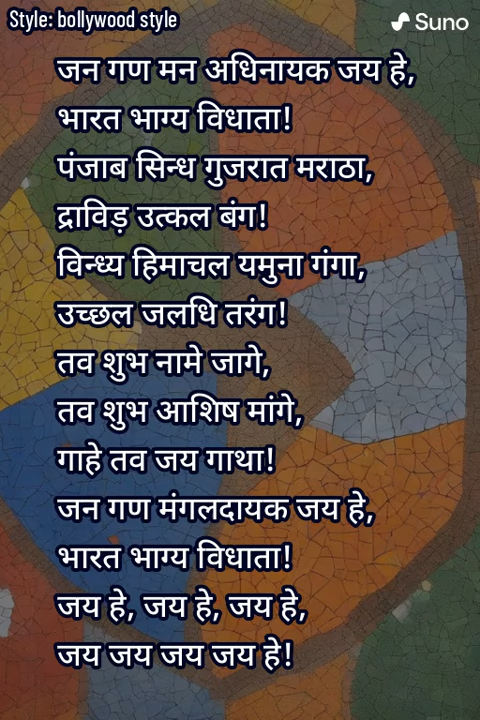 Style: bollywood style
Suno
जन गण मन अधिनायक जय हे,
भारत भाग्य विधाता!
पंजाब सिन्ध गुजरात मराठा,
द्राविड़ उत्कल बंग!
विन्ध्य हिमाचल यमुना गंगा,
उच्छल जलधि तरंग!
तव शुभ नामे जागे,
तव शुभ आशिष मांगे,
गाहे तव जय गाथा!
जन गण मंगलदायक जय हे,
भारत भाग्य विधाता!
जय हे, जय हे, जय हे,
जय जय जय जय हे!